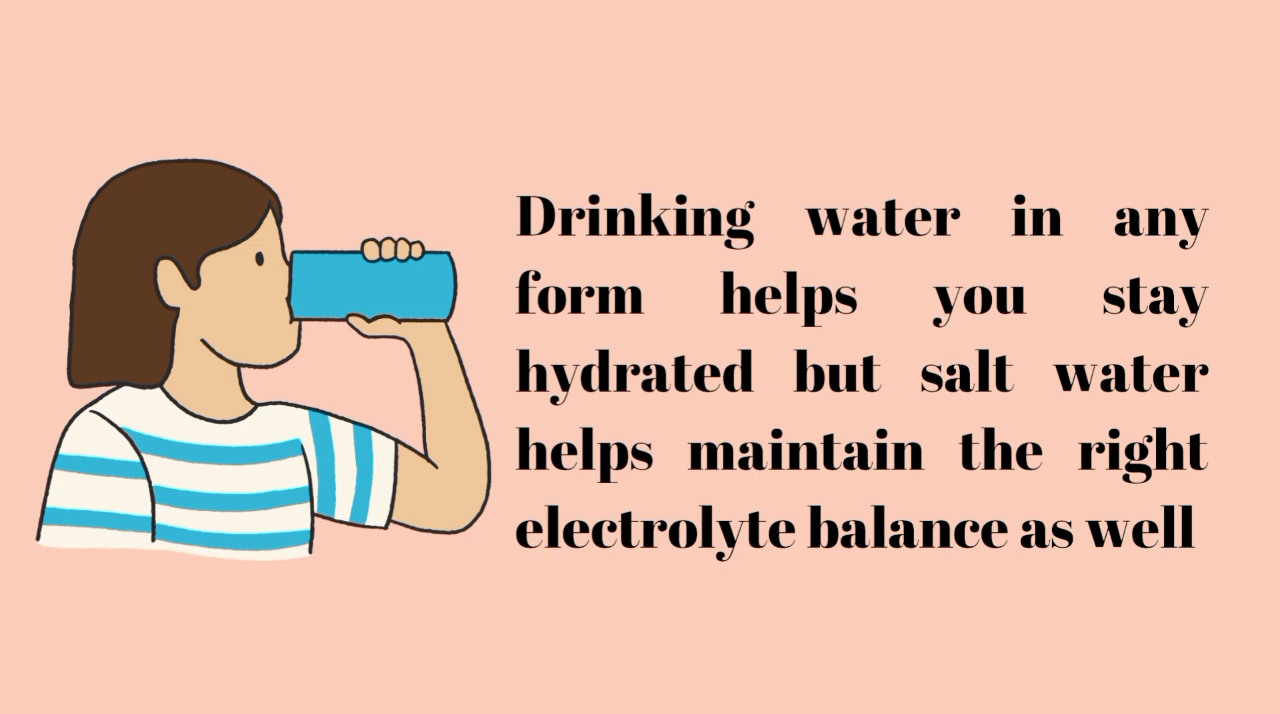 Drinking water in any
form helps you stay
hydrated but salt water
helps maintain the right
electrolyte balance as well